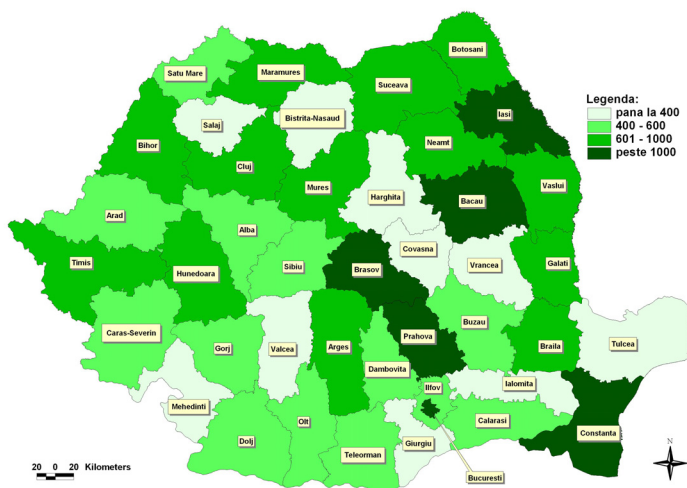 Botosani
Satu Mare
Maramures
Suceava
Legenda:
pana la 400
400 - 600
601 - 1000
peste 1000
Iasi
Salaj
Bistrita-Nasaud
Bihor
Neamt
Cluj
Mures
Vaslui
Harghita
Bacau
Arad
Alba
Covasna
Timis
Hunedoara
Sibiu
Brasov
Vrancea
Galati
Caras-Severin
Gorj
Valcea
Arges
Prahova
Buzau
Braila
Tulcea
Dambovita
Ilfov
Ialomita
Mehedinti
Olt
Calarasi
Constanta
Dolj
Teleorman
Giurgiu
Bucuresti
20 0 20 Kilometers
N